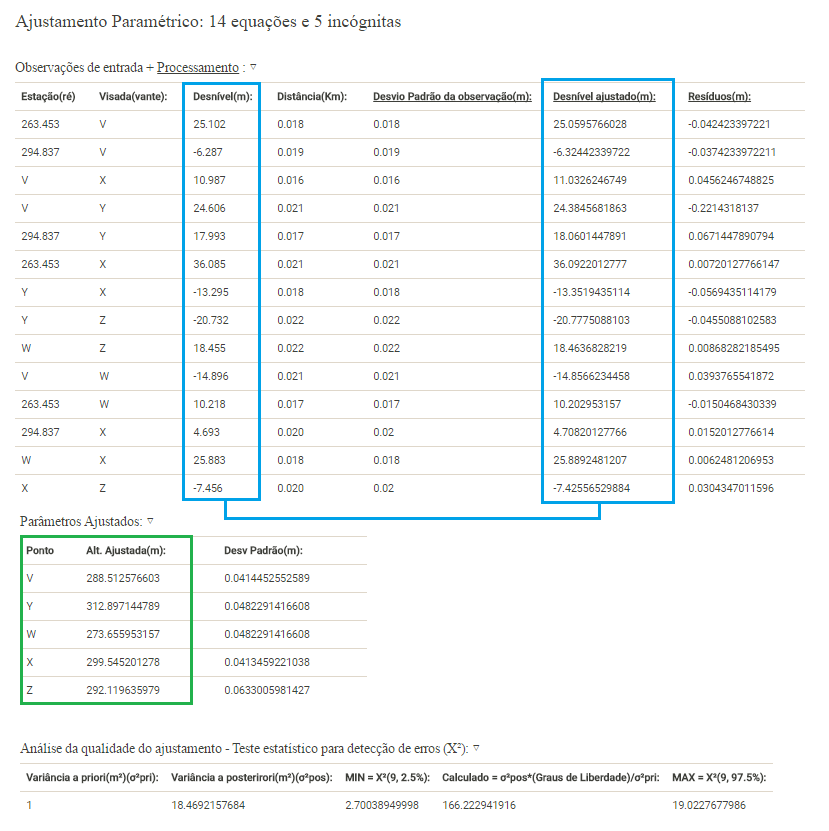 Ajustamento Paramétrico: 14 equações e 5 incógnitas
Observações de entrada + Processamento : ▿
Estação(ré) Visada(vante): Desnível(m): Distância(Km): Desvio Padrão da observação(m): Desnível ajustado(m): Resíduos(m):
263.453 V 25.102 0.018 0.018 25.0595766028 -0.042423397221
294.837 V -6.287 0.019 0.019 -6.32442339722 -0.0374233972211
V X 10.987 0.016 0.016 11.0326246749 0.0456246748825
V Y 24.606 0.021 0.021 24.3845681863 -0.2214318137
294.837 Y 17.993 0.017 0.017 18.0601447891 0.0671447890794
263.453 X 36.085 0.021 0.021 36.0922012777 0.00720127766147
Y X -13.295 0.018 0.018 -13.3519435114 -0.0569435114179
Y Z -20.732 0.022 0.022 -20.7775088103 -0.0455088102583
W Z 18.455 0.022 0.022 18.4636828219 0.00868282185495
V W -14.896 0.021 0.021 -14.8566234458 0.0393765541872
263.453 W 10.218 0.017 0.017 10.202953157 -0.0150468430339
294.837 X 4.693 0.020 0.02 4.70820127766 0.0152012776614
W X 25.883 0.018 0.018 25.8892481207 0.0062481206953
X Z -7.456 0.020 0.02 -7.42556529884 0.0304347011596
Parâmetros Ajustados: ▿
Ponto Alt. Ajustada(m): Desv Padrão(m):
V 288.512576603 0.0414452552589
Y 312.897144789 0.0482291416608
W 273.655953157 0.0482291416608
X 299.545201278 0.0413459221038
Z 292.119635979 0.0633005981427
Análise da qualidade do ajustamento - Teste estatístico para detecção de erros (X²): ▿
Variância a priori(m²)(σ²pri): Variância a posterirori(m²)(σ²pos): MIN = X²(9, 2.5%): Calculado = σ²pos*(Graus de Liberdade)/σ²pri: MAX = X²(9, 97.5%):
1 18.4692157684 2.70038949998 166.222941916 19.0227677986